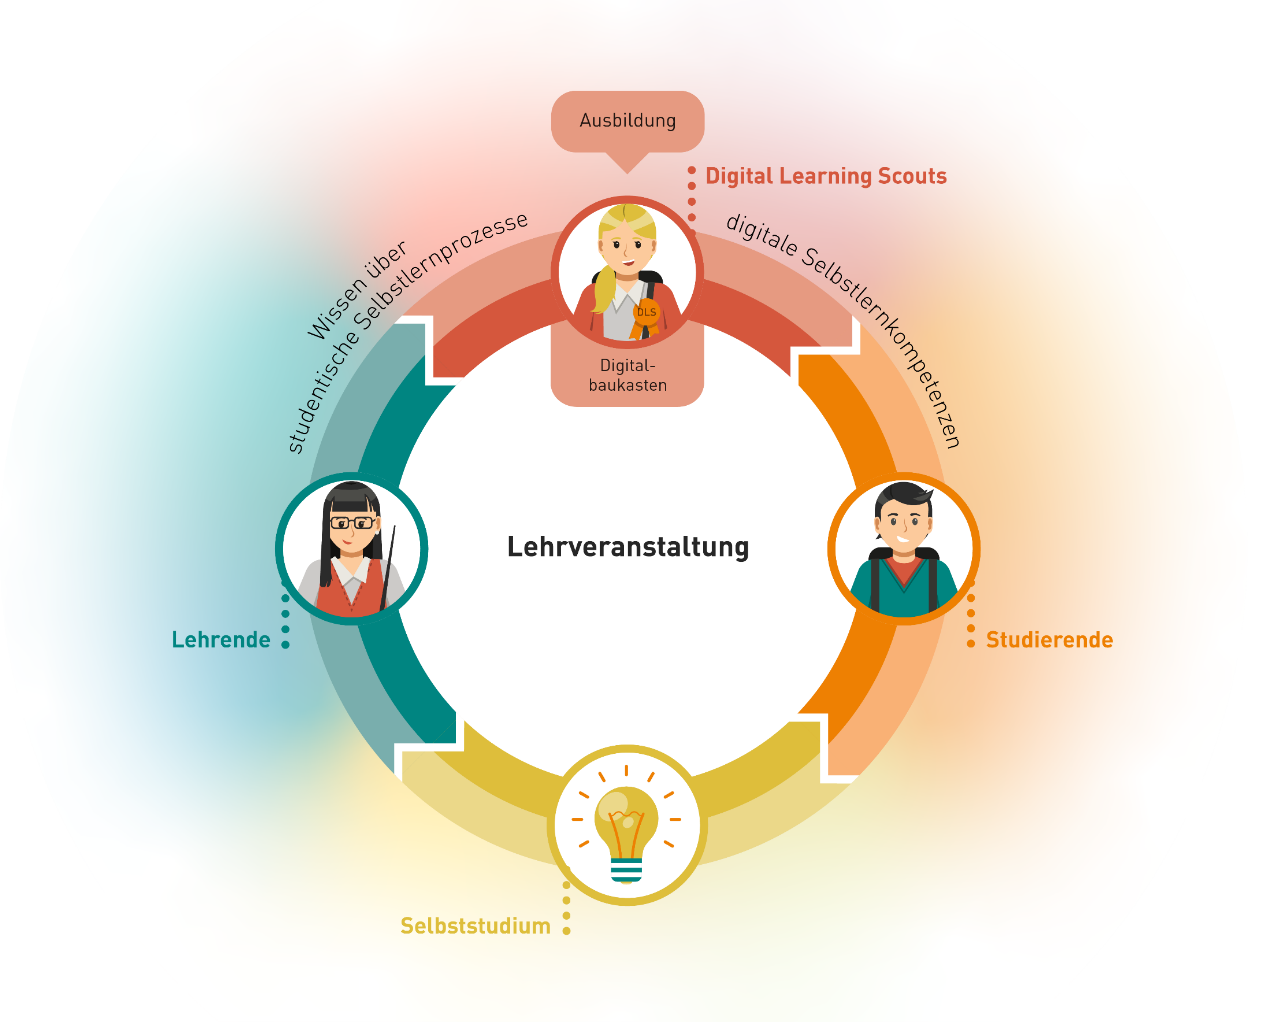 Ausbildung
Digital Learning Scouts
Wissen über
studentische Selbstlernprozesse
digitale Selbstlernkompetenzen
DLS
Digital-
baukasten
Lehrveranstaltung
Lehrende
Studierende
Selbststudium